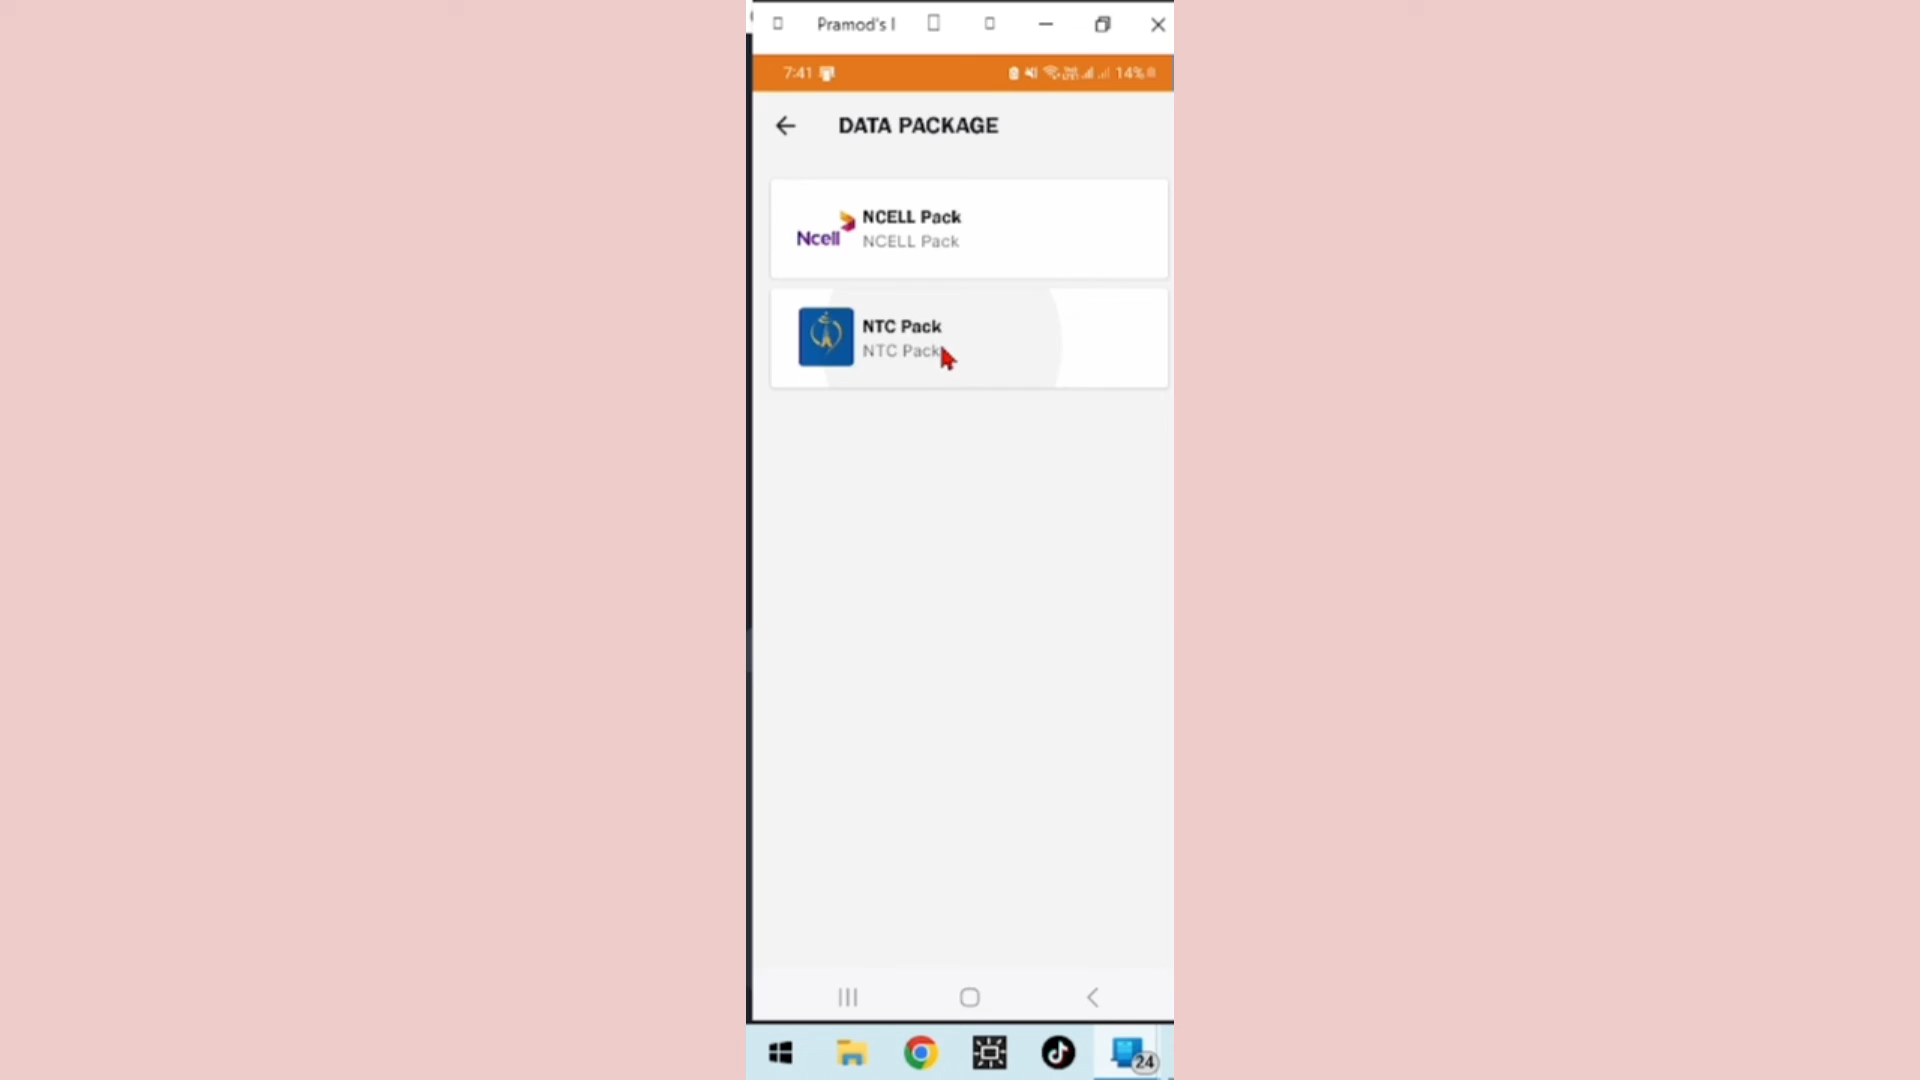 Pramod's I
7:41
14%
DATA PACKAGE
Ncell
NCELL Pack
NCELL Pack
NTC Pack
NTC Pack
24